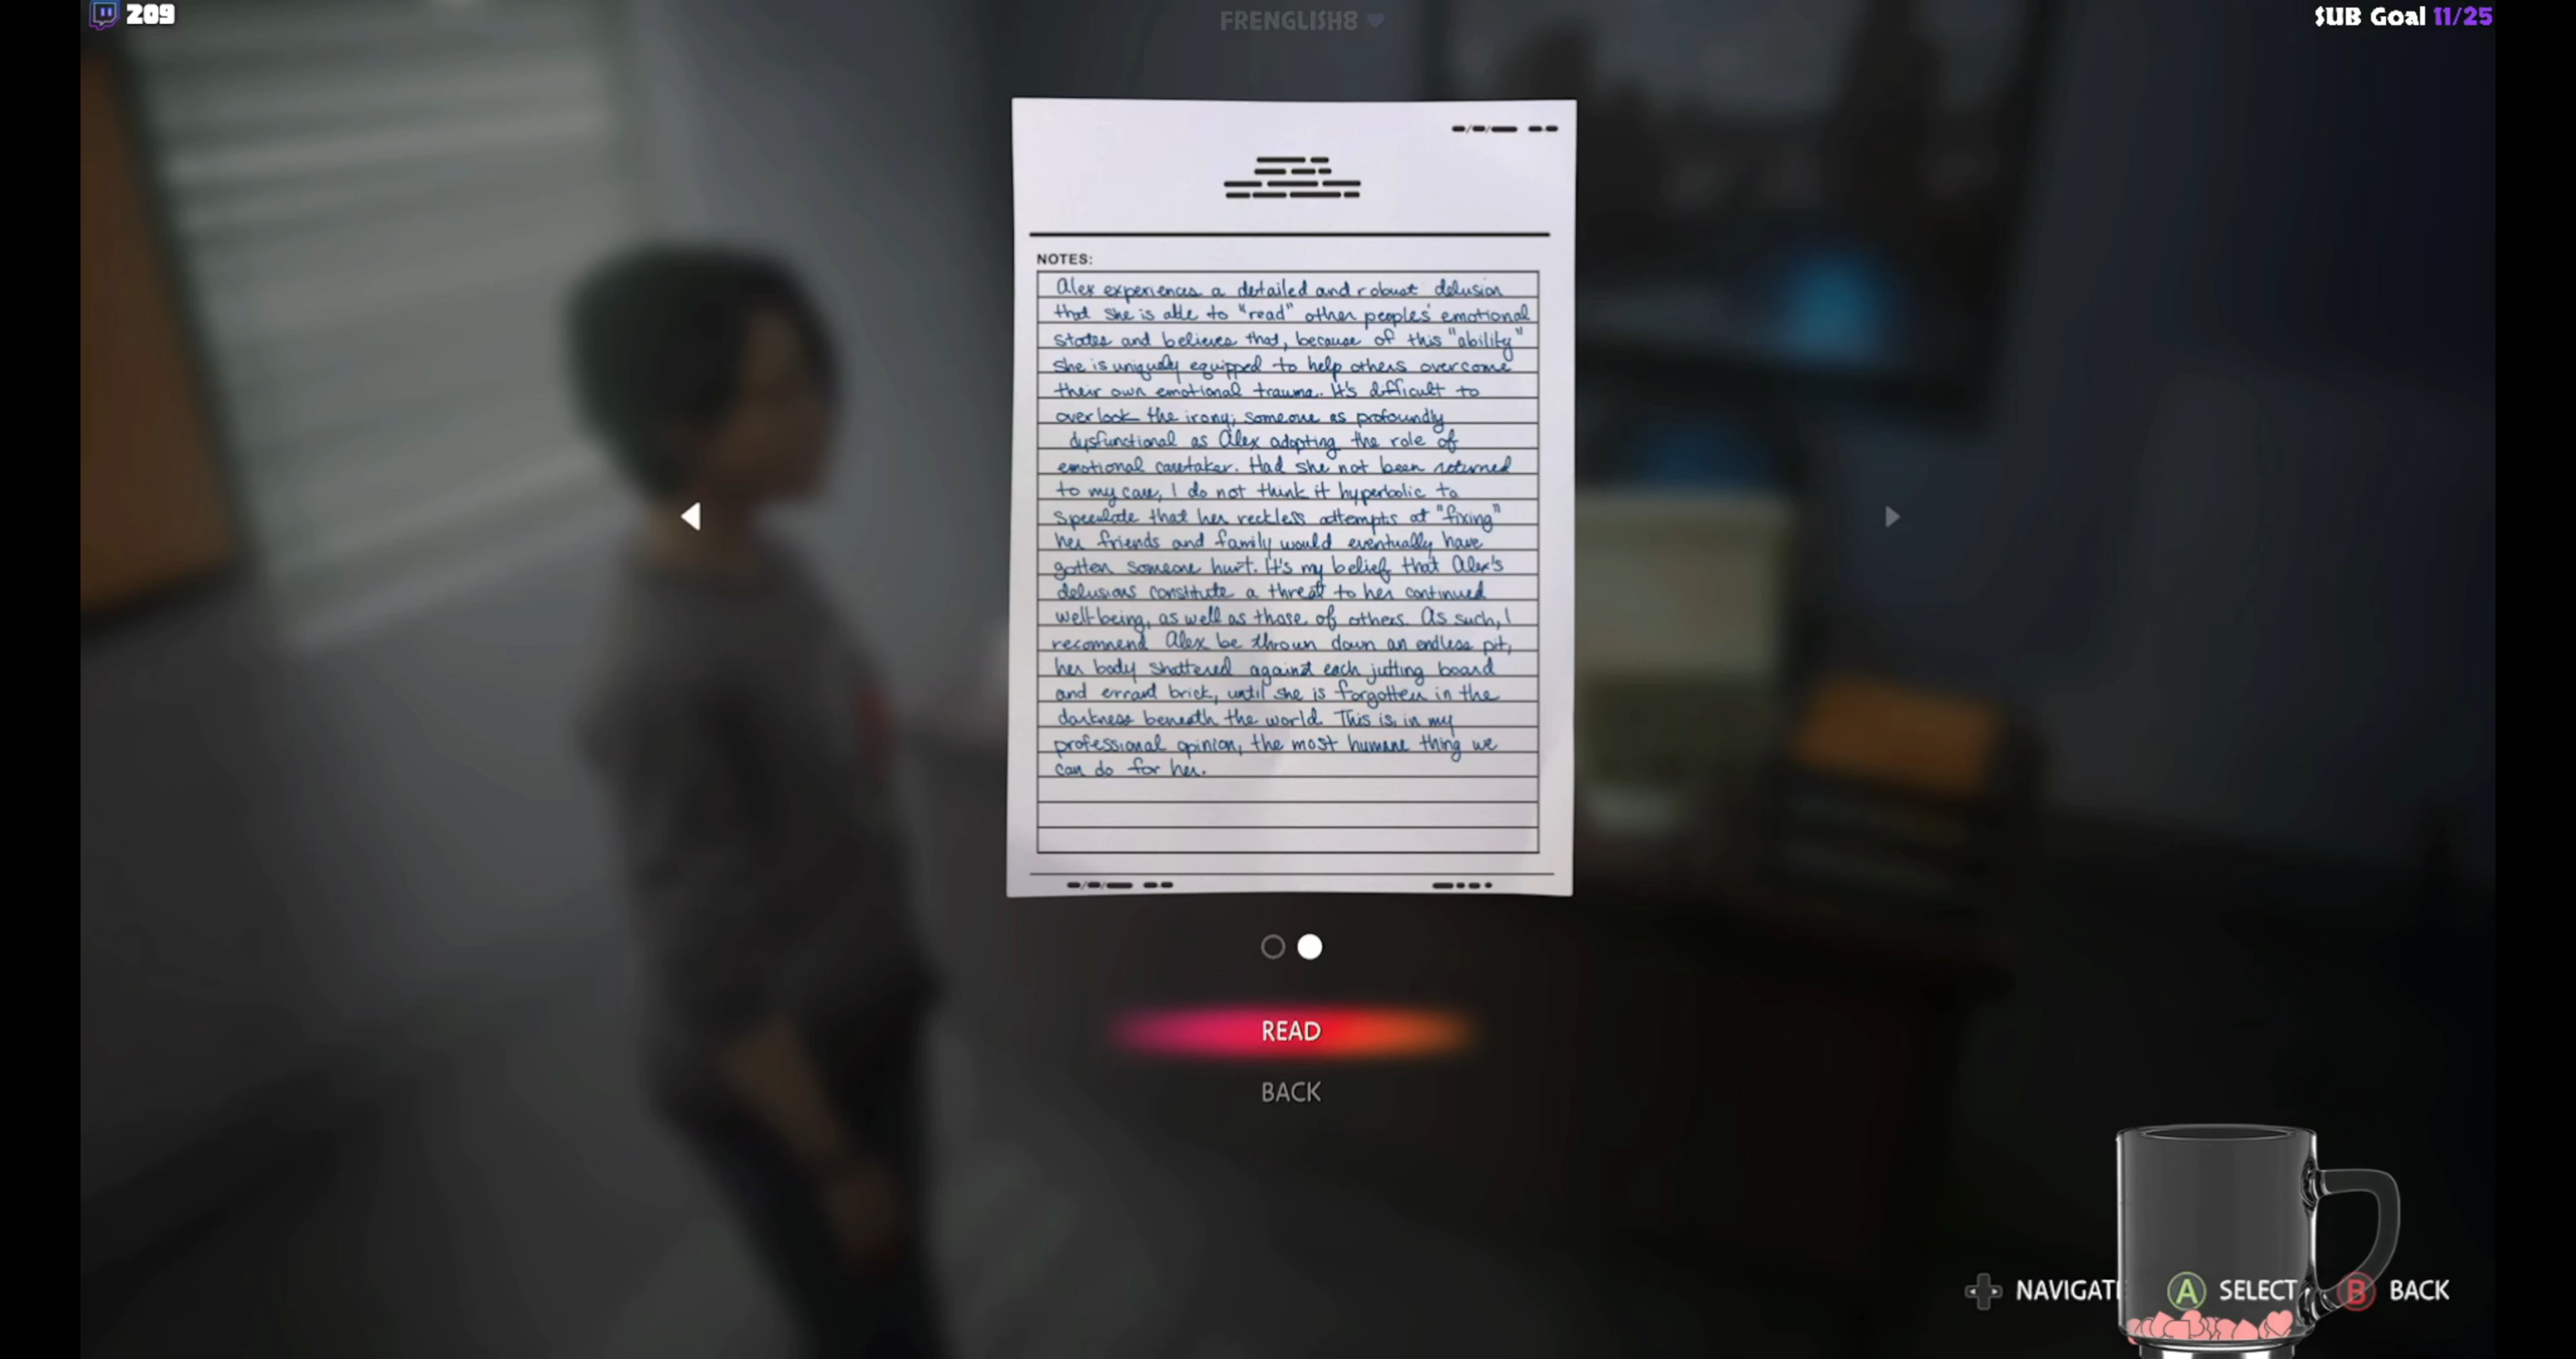 209
FRENGLISH8
SUB Goal 11/25
NOTES:
Alex experiences a detailed and robust delusion
that she is able to "read" other peoples' emotional
states and believes that, because of this "ability"
she is uniquely equipped to help others overcome
their own emotional trauma. It's difficult to
overlook the irony; someone as profoundly
dysfunctional as Alex adopting the role of
emotional caretaker. Had she not been returned
to my care, I do not think it hyperbolic to
speculate that her reckless attempts at "fixing"
her friends and family would eventually have
gotten someone hurt. It's my belief that Alex's
delusions constitute a threat to her continued
well-being, as well as those of others. As such, I
recomnend Alex be thrown down an endless pit,
her body shattered against each jutting board
and errant brick, until she is forgotten in the
darkness beneath the world. This is, in my
professional opinion, the most humane thing we
can do for her.
READ
BACK
NAVIGATE A SELECT B BACK